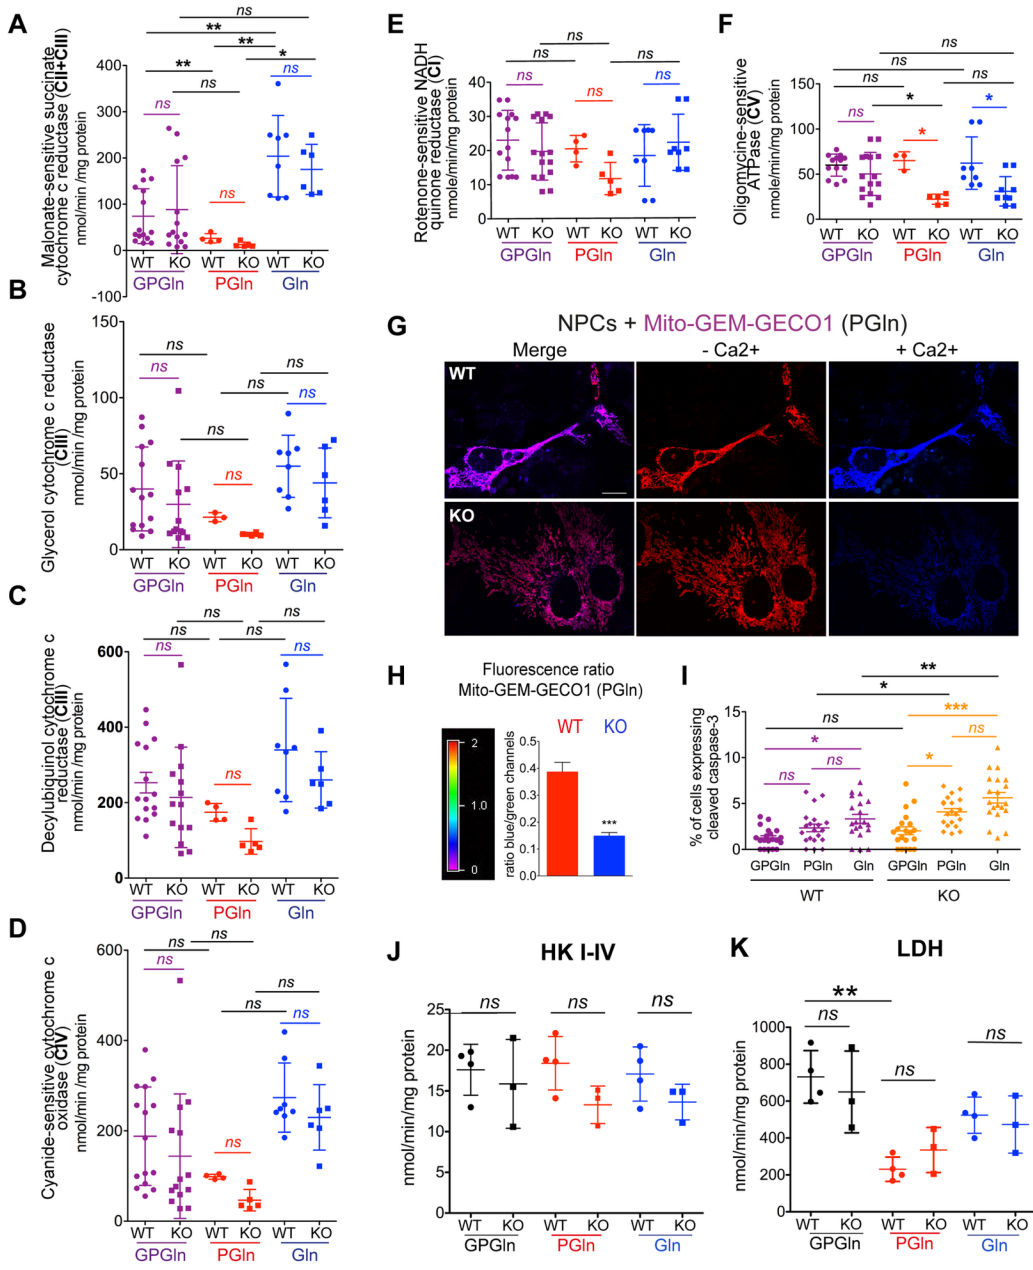 A
Malonate-sensitive succinate
cytochrome c reductase (CII+CIII)
nmol/min /mg protein
ns
**
**
**
*
ns
ns
ns
ns
400
300
200
100
0
-100
WT KO WT KO WT KO
GPGln PGln Gln
B
Glycerol cytochrome c reductase
(CIII)
nmol/min /mg protein
150
100
50
0
ns
ns
ns
ns
ns
ns
ns
WT KO WT KO WT KO
GPGln PGln Gln
C
Decylubiquinol cytochrome c
reductase (CIII)
nmol/min /mg protein
600
400
200
0
ns
ns
ns
ns
ns
ns
ns
WT KO WT KO WT KO
GPGln PGln Gln
D
Cyanide-sensitive cytochrome c
oxidase (CIV)
nmol/min /mg protein
600
400
200
0
ns
ns
ns
ns
ns
ns
ns
WT KO WT KO WT KO
GPGln PGln Gln
E
Rotenone-sensitive NADH
quinone reductase (CI)
nmole/min/mg protein
40
30
20
10
0
ns
ns
ns
ns
ns
ns
WT KO WT KO WT KO
GPGln PGln Gln
F
Oligomycine-sensitive
ATPase (CV)
nmol/min/mg protein
150
100
50
0
ns
ns
ns
ns
*
ns
*
*
WT KO WT KO WT KO
GPGln PGln Gln
G
NPCs + Mito-GEM-GECO1 (PGln)
Merge - Ca2+ + Ca2+
WT
KO
H
Fluorescence ratio
Mito-GEM-GECO1 (PGln)
2
1.0
0
ratio blue/green channels
WT KO
0.5
0.4
0.3
0.2
0.1
0.0
***
I
% of cells expressing
cleaved caspase-3
**
*
ns
***
*
ns
*
ns
ns
15
10
5
0
GPGln PGln Gln GPGln PGln Gln
WT KO
J
HK I-IV
nmol/min/mg protein
25
20
15
10
5
0
ns ns ns
WT KO WT KO WT KO
GPGln PGln Gln
K
LDH
nmol/min/mg protein
1000
800
600
400
200
0
**
ns
ns
ns
WT KO WT KO WT KO
GPGln PGln Gln